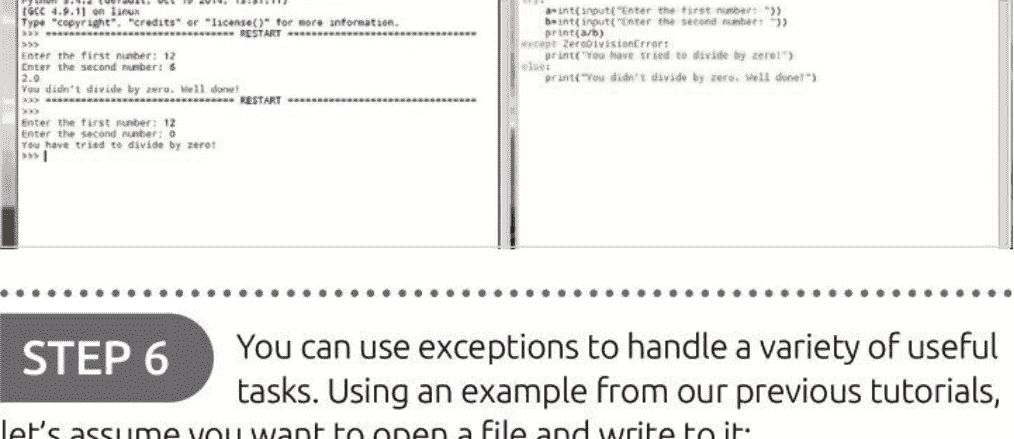 Python 3.4.2 (default, Oct 19 2014, 13:31:11)
[GCC 4.9.1] on linux
Type "copyright", "credits" or "license()" for more information.
>>> ================================ RESTART ================================
>>>
Enter the first number: 12
Enter the second number: 6
2.0
You didn't divide by zero. Well done!
>>> ================================ RESTART ================================
>>>
Enter the first number: 12
Enter the second number: 0
You have tried to divide by zero!
>>>
try:
a=int(input("Enter the first number: "))
b=int(input("Enter the second number: "))
print(a/b)
except ZeroDivisionError:
print("You have tried to divide by zero!")
else:
print("You didn't divide by zero. Well done!")
STEP 6
You can use exceptions to handle a variety of useful
tasks. Using an example from our previous tutorials,
let's assume you want to open a file and write to it: